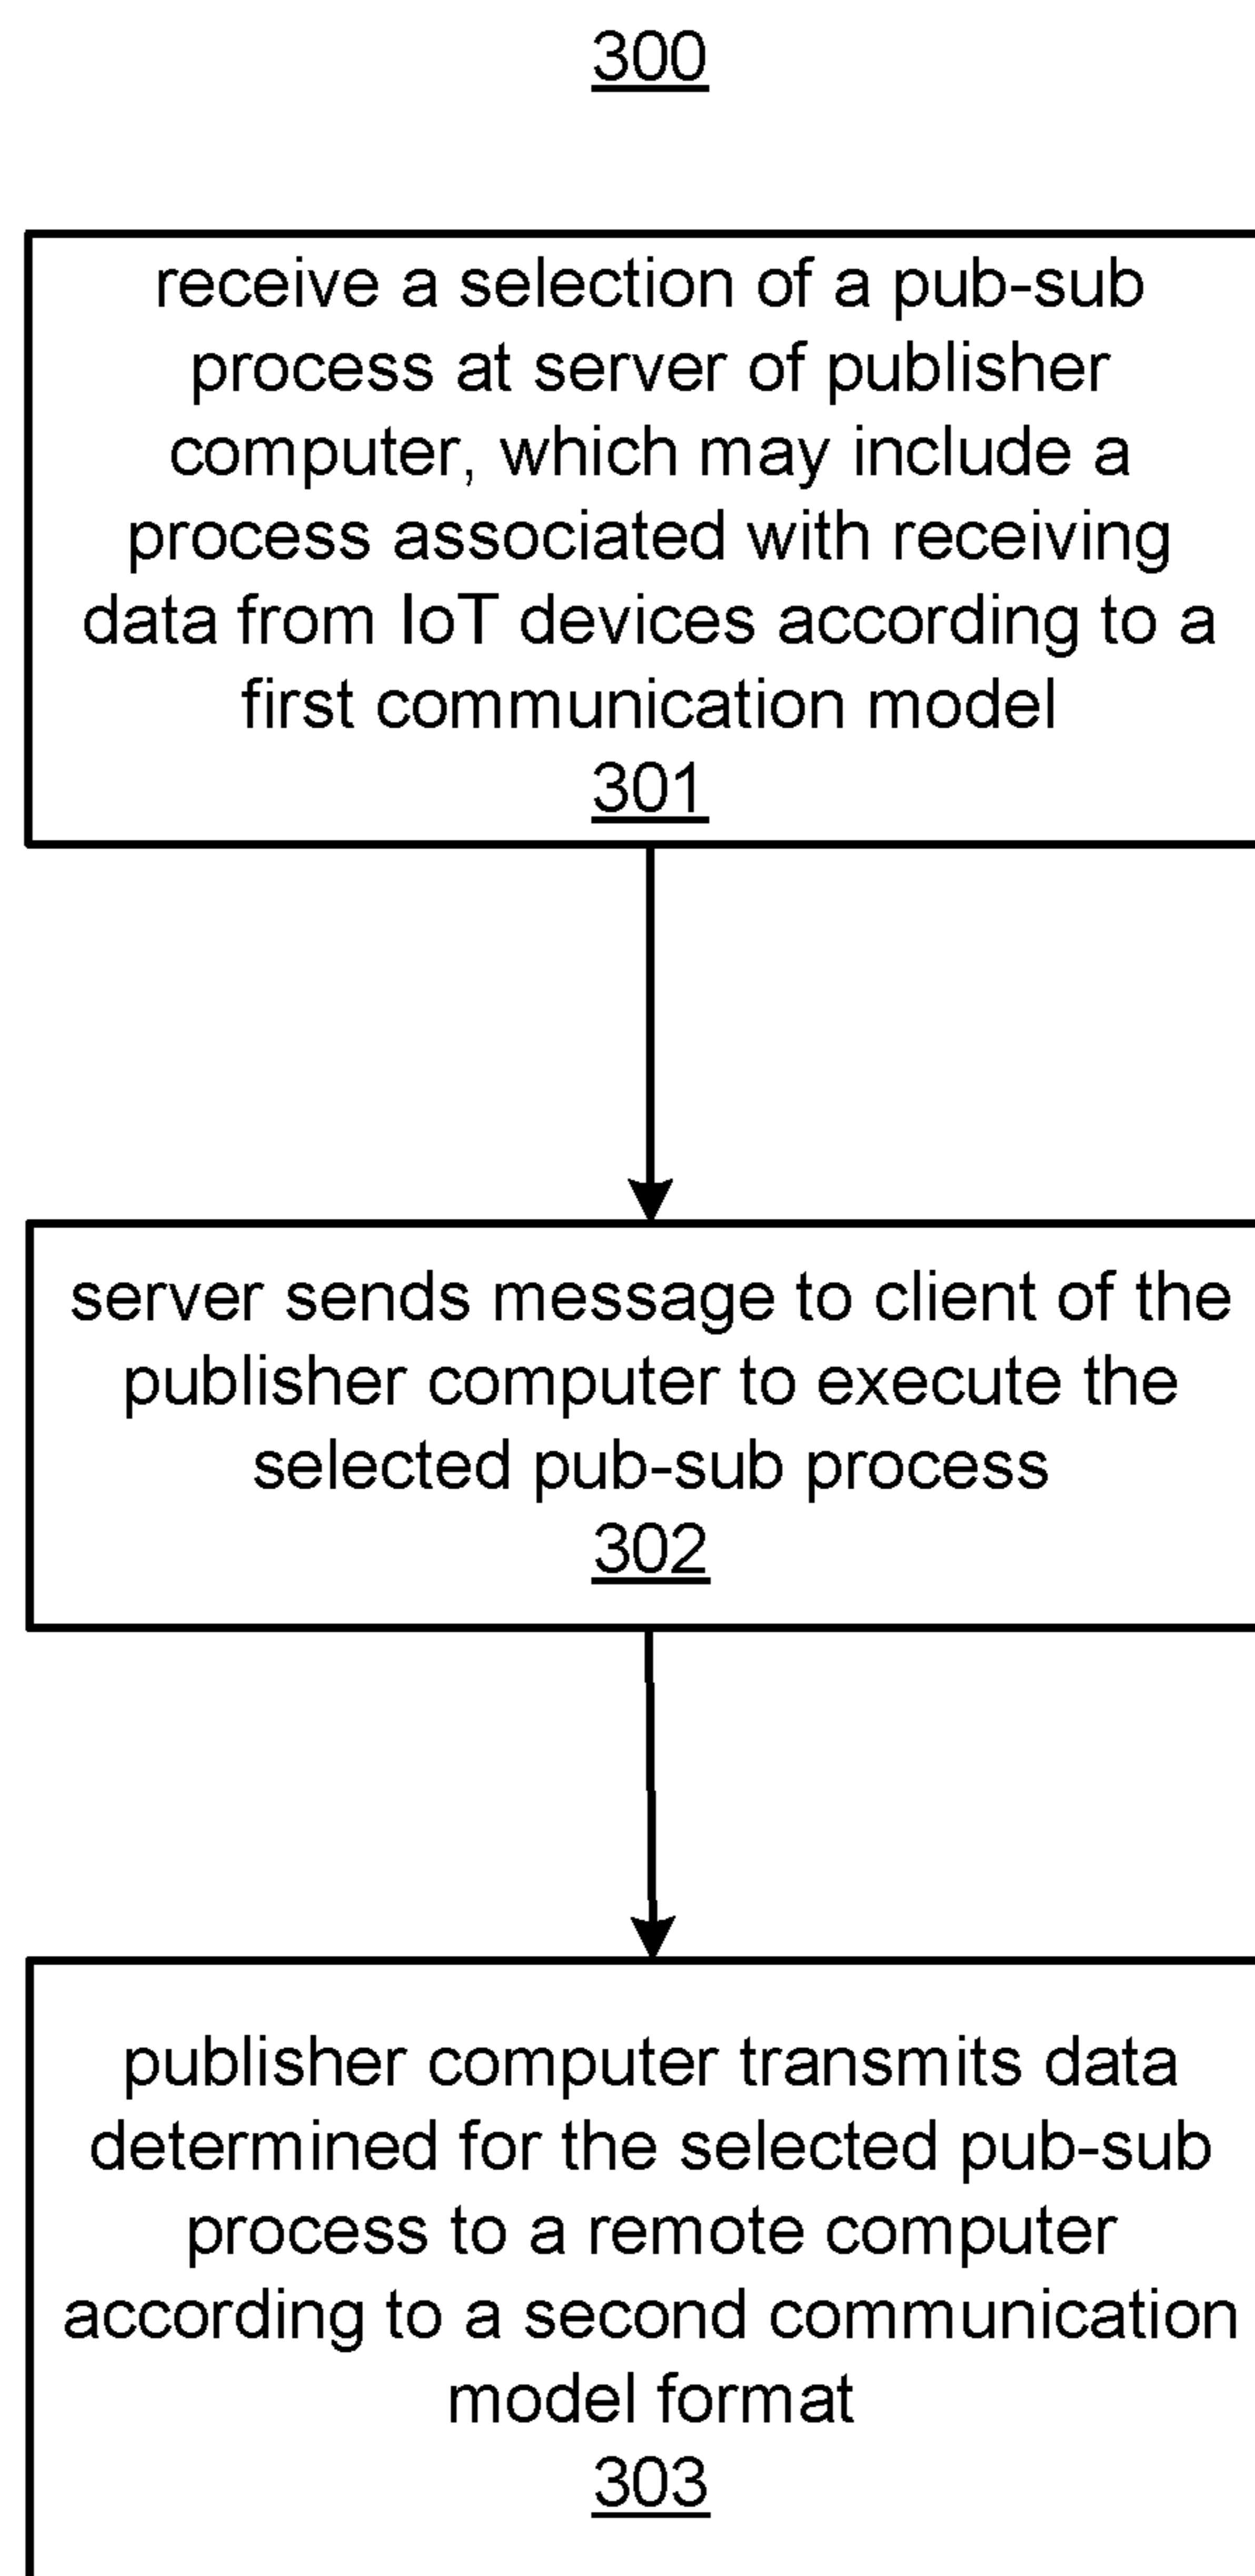 300
receive a selection of a pub-sub
process at server of publisher
computer, which may include a
process associated with receiving
data from IoT devices according to a
first communication model
301
server sends message to client of the
publisher computer to execute the
selected pub-sub process
302
publisher computer transmits data
determined for the selected pub-sub
process to a remote computer
according to a second communication
model format
303